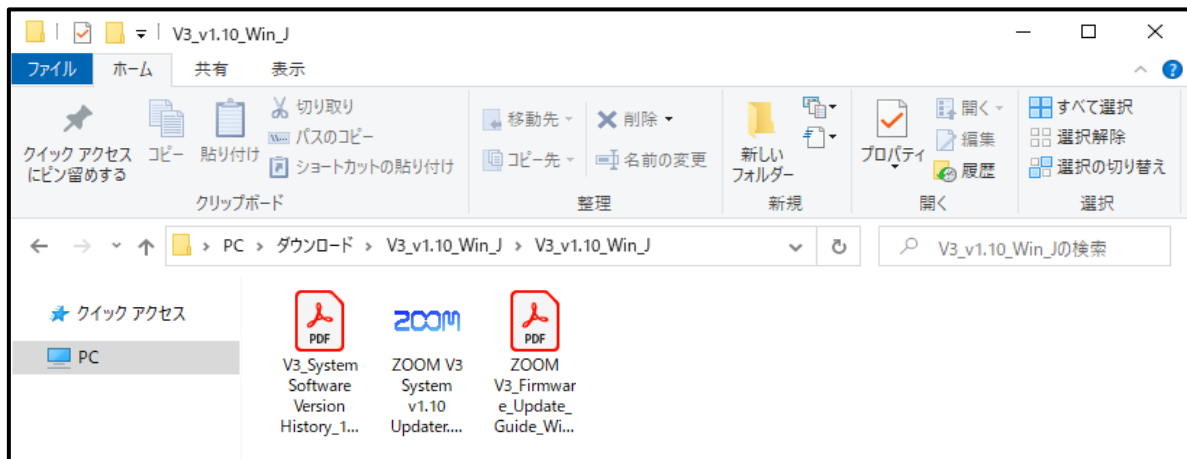 V3_v1.10_Win_J
ファイル ホーム 共有 表示
クイック アクセス
にピン留めする
コピー
貼り付け
切り取り
パスのコピー
ショートカットの貼り付け
クリップボード
移動先
コピー先
削除
名前の変更
整理
新しい
フォルダー
新規
プロパティ
開く
編集
履歴
開く
すべて選択
選択解除
選択の切り替え
選択
PC › ダウンロード › V3_v1.10_Win_J › V3_v1.10_Win_J
V3_v1.10_Win_Jの検索
クイック アクセス
PC
PDF
V3_System
Software
Version
History_1...
ZOOM
ZOOM V3
System
v1.10
Updater....
PDF
ZOOM
V3_Firmwar
e_Update_
Guide_Wi...